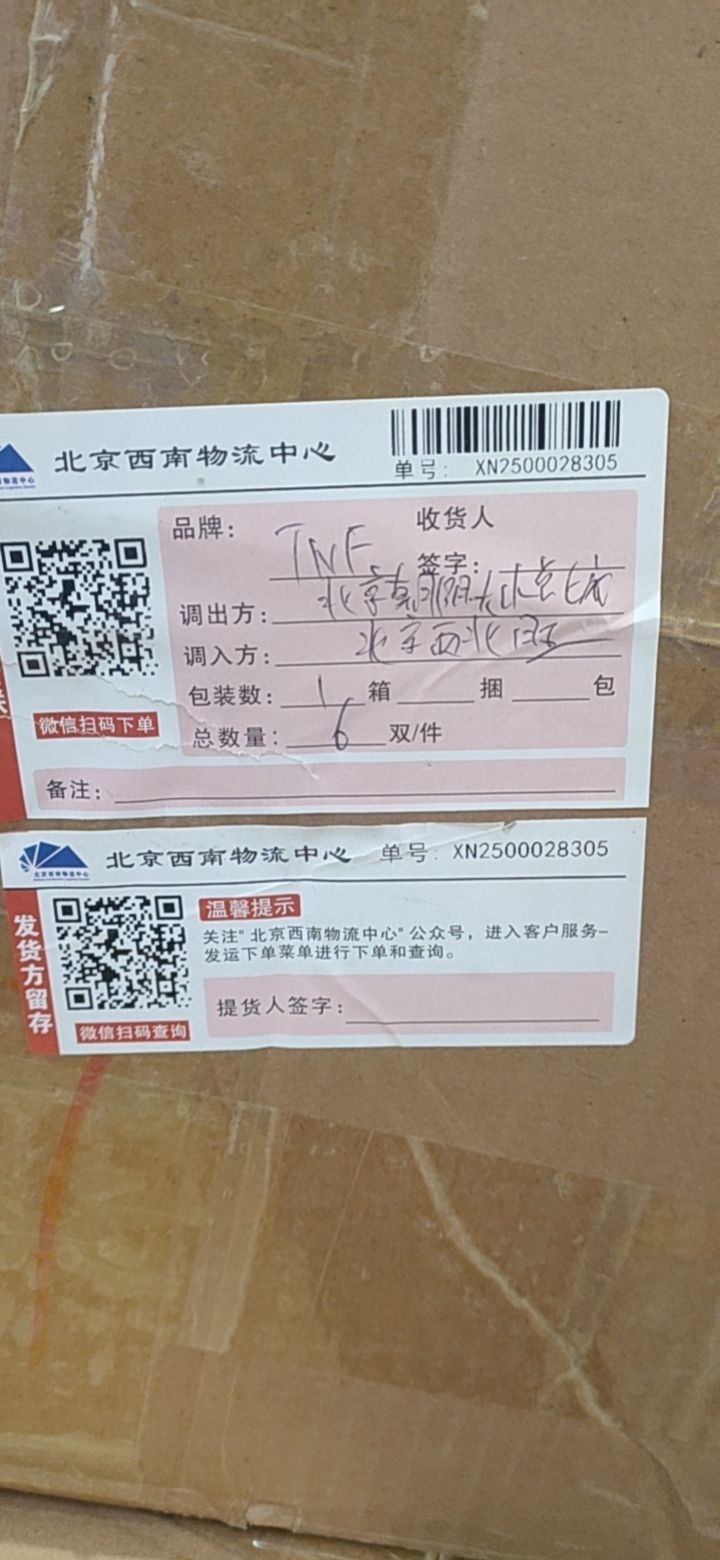 北京西南物流中心
单号: XN2500028305
品牌: TNF 收货人
签字:
调出方: 北京朝阳大
调入方: 北京西北旺
包装数: 1 箱 捆 包
总数量: 6 双/件
微信扫码下单
备注:
北京西南物流中心 单号: XN2500028305
发货方留存
温馨提示
关注"北京西南物流中心"公众号，进入客户服务—
发运下单菜单进行下单和查询。
提货人签字:
微信扫码查询